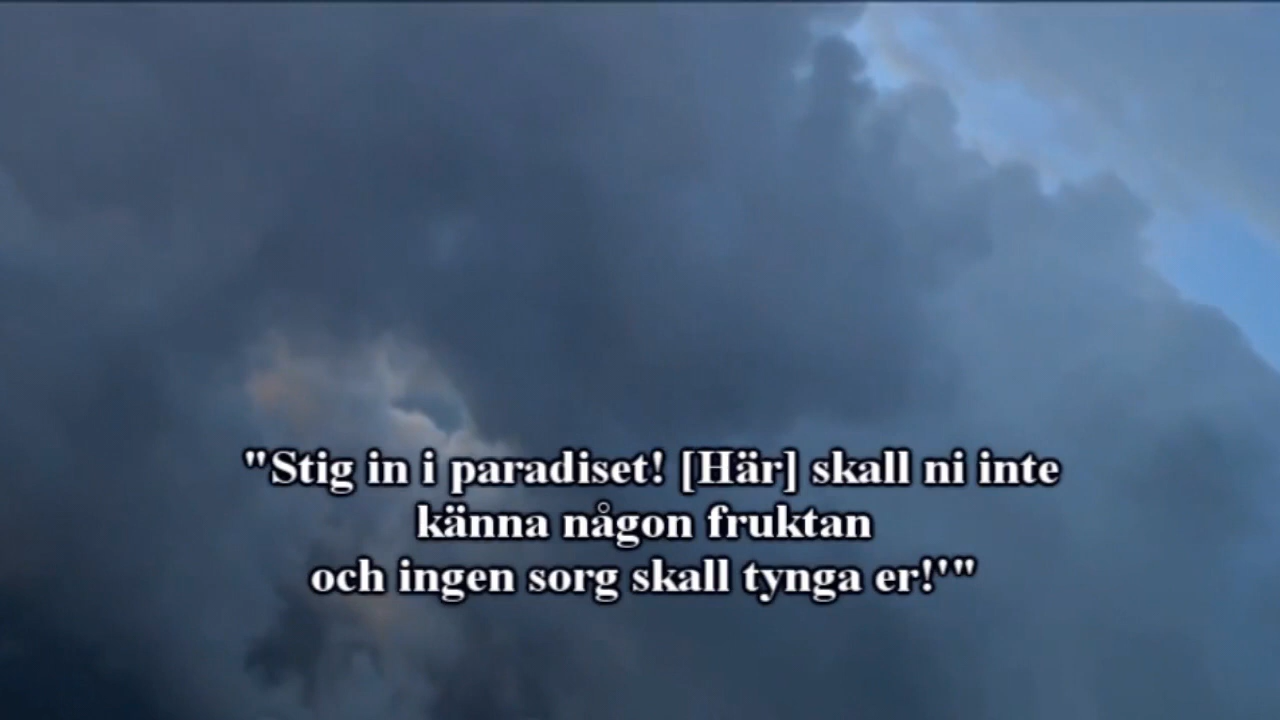 "Stig in i paradiset! [Här] skall ni inte
känna någon fruktan
och ingen sorg skall tynga er!'"